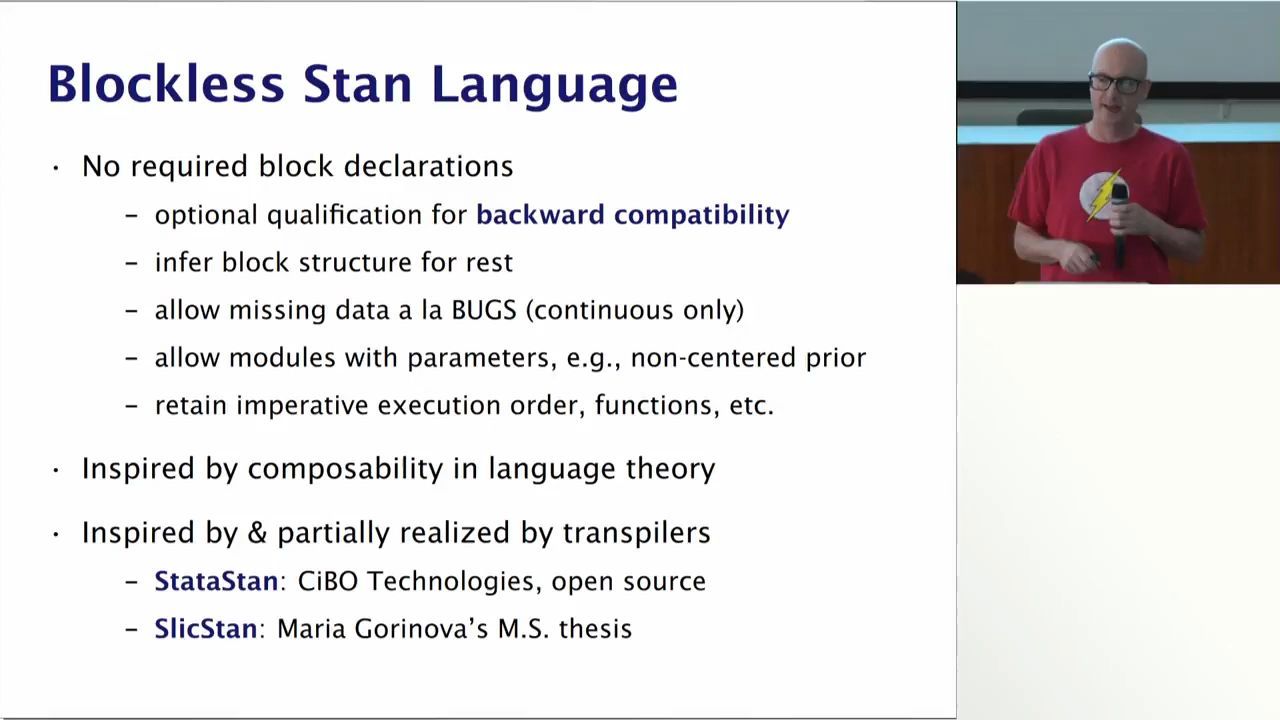 Blockless Stan Language
· No required block declarations
– optional qualification for backward compatibility
– infer block structure for rest
– allow missing data a la BUGS (continuous only)
– allow modules with parameters, e.g., non-centered prior
– retain imperative execution order, functions, etc.
· Inspired by composability in language theory
· Inspired by & partially realized by transpilers
– StataStan: CiBO Technologies, open source
– SlicStan: Maria Gorinova’s M.S. thesis